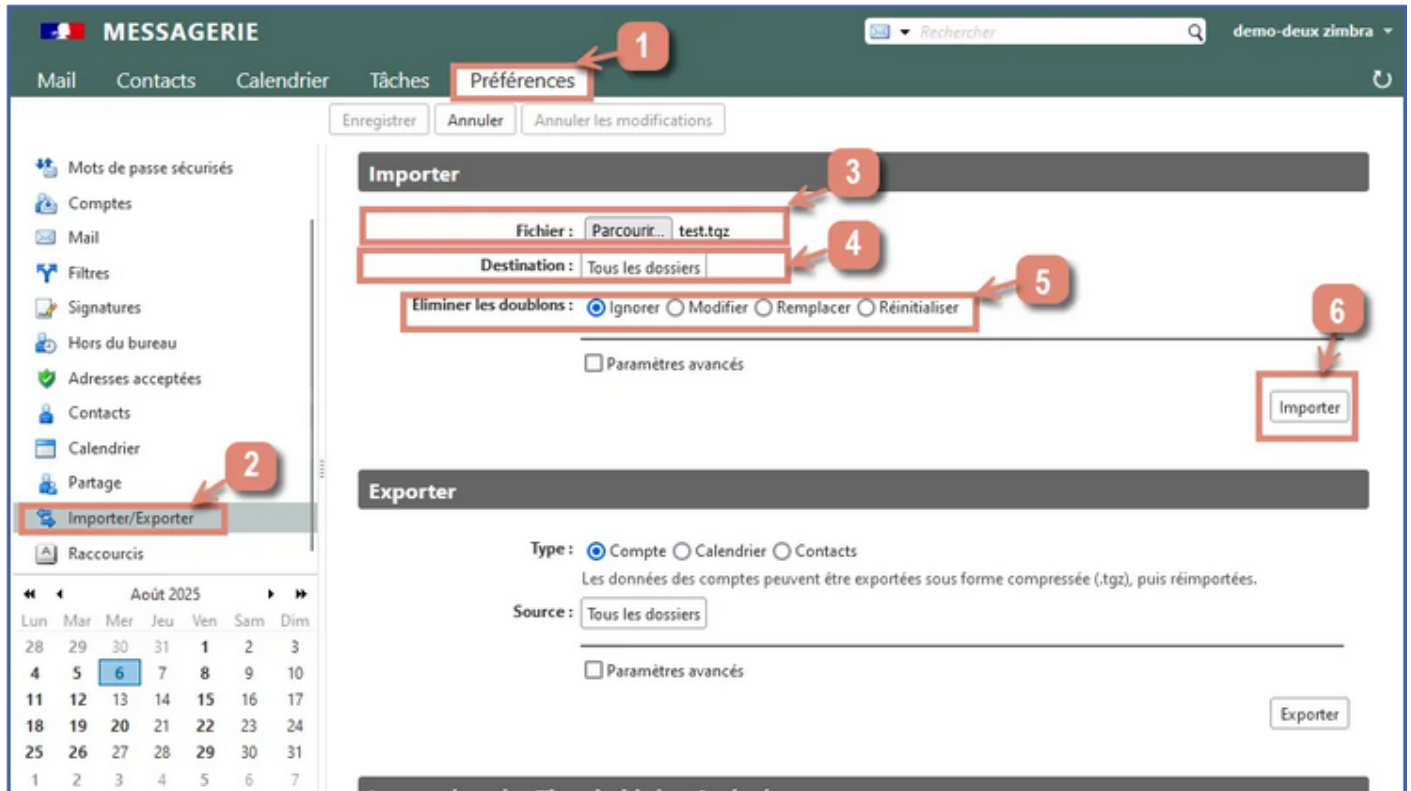 MESSAGERIE
Rechercher
demo-deux zimbra
1
Mail Contacts Calendrier Tâches Préférences
Enregistrer Annuler Annuler les modifications
Mots de passe sécurisés
Comptes
Mail
Filtres
Signatures
Hors du bureau
Adresses acceptées
Contacts
Calendrier
Partage
2
Importer/Exporter
Raccourcis
Août 2025
Lun Mar Mer Jeu Ven Sam Dim
28 29 30 31 1 2 3
4 5 6 7 8 9 10
11 12 13 14 15 16 17
18 19 20 21 22 23 24
25 26 27 28 29 30 31
1 2 3 4 5 6 7
Importer
3
Fichier : Parcourir... test.tgz
4
Destination : Tous les dossiers
5
Eliminer les doublons : Ignorer Modifier Remplacer Réinitialiser
6
Paramètres avancés
Importer
Exporter
Type : Compte Calendrier Contacts
Les données des comptes peuvent être exportées sous forme compressée (.tgz), puis réimportées.
Source : Tous les dossiers
Paramètres avancés
Exporter